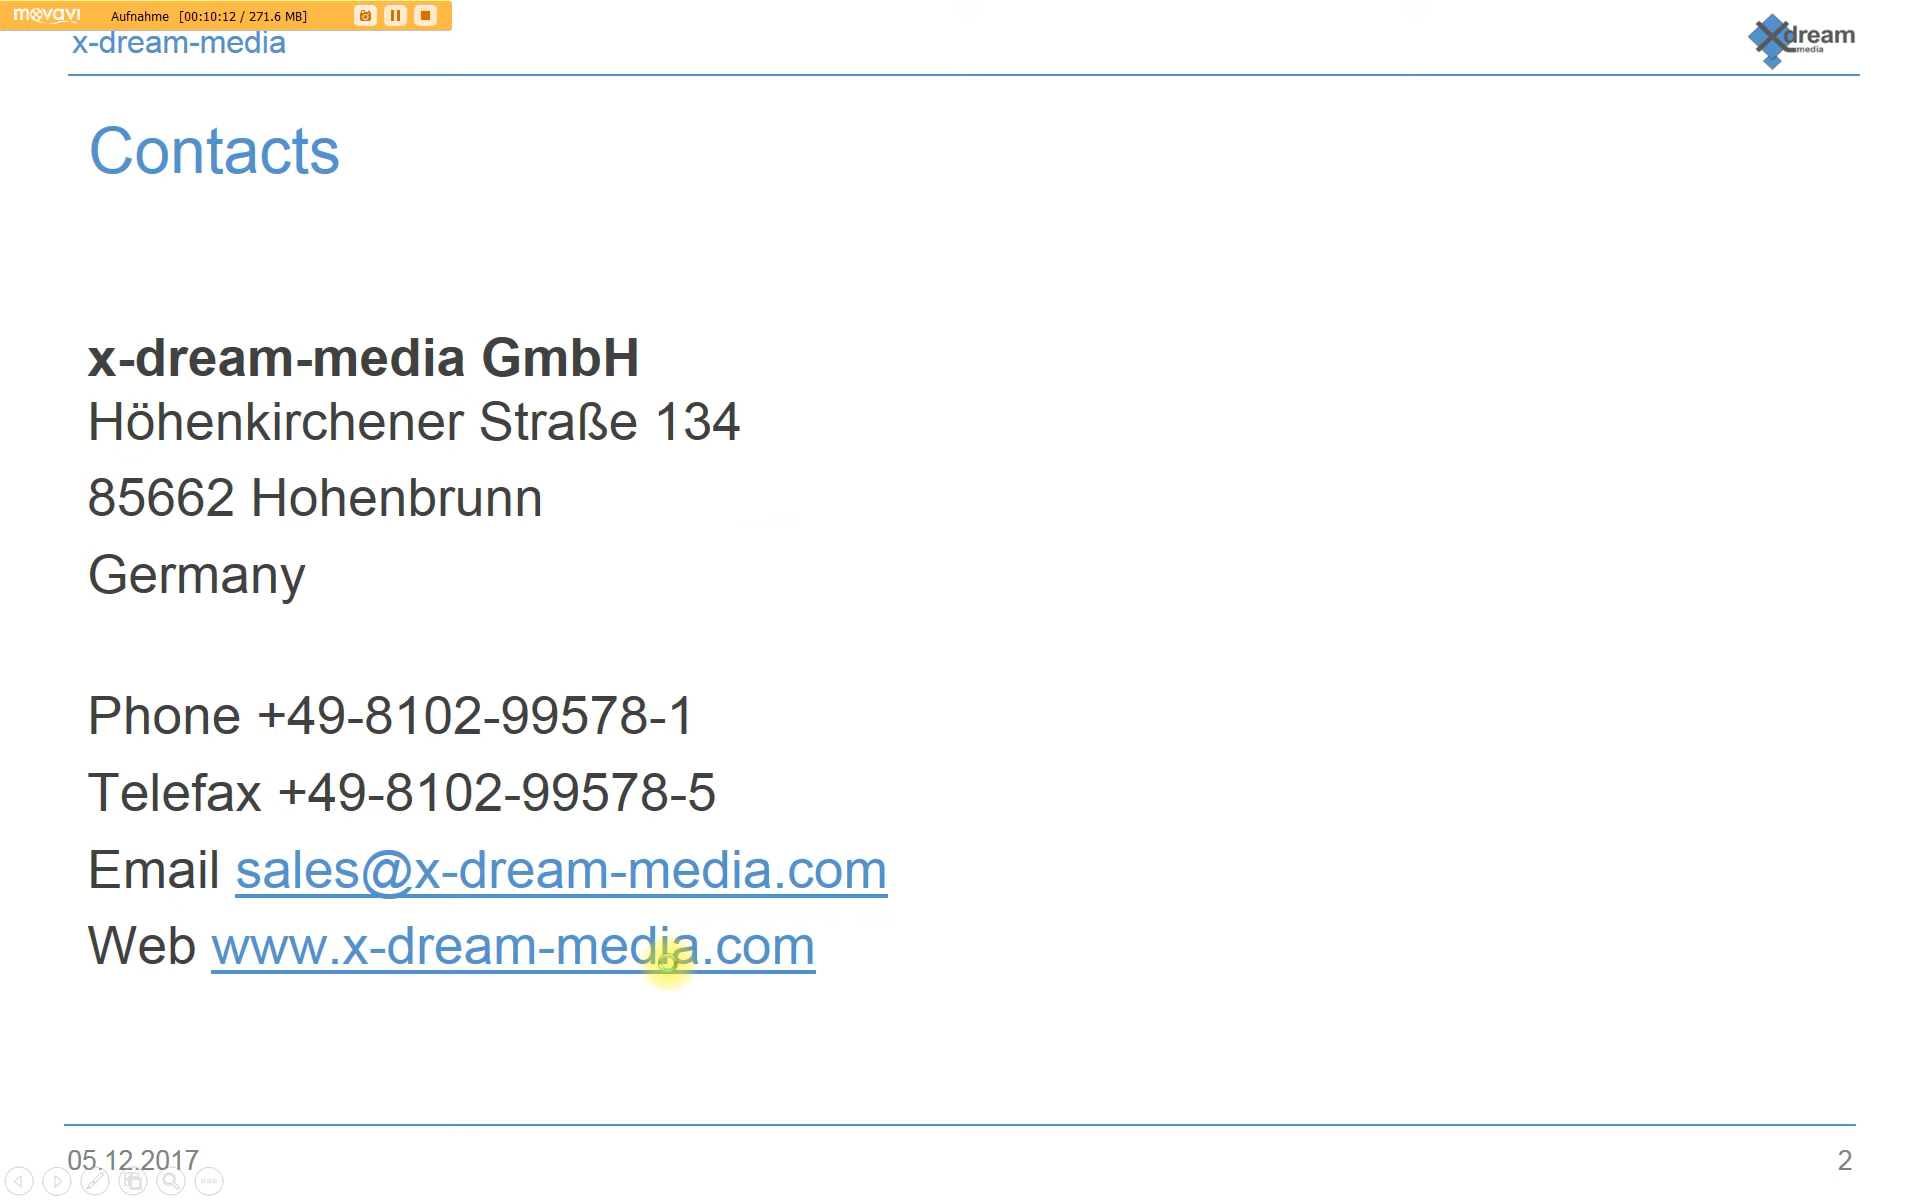 movavi Aufnahme [00:10:12 / 271.6 MB]
x-dream-media
Xdream
media
Contacts
x-dream-media GmbH
Höhenkirchener Straße 134
85662 Hohenbrunn
Germany
Phone +49-8102-99578-1
Telefax +49-8102-99578-5
Email sales@x-dream-media.com
Web www.x-dream-media.com
05.12.2017
2